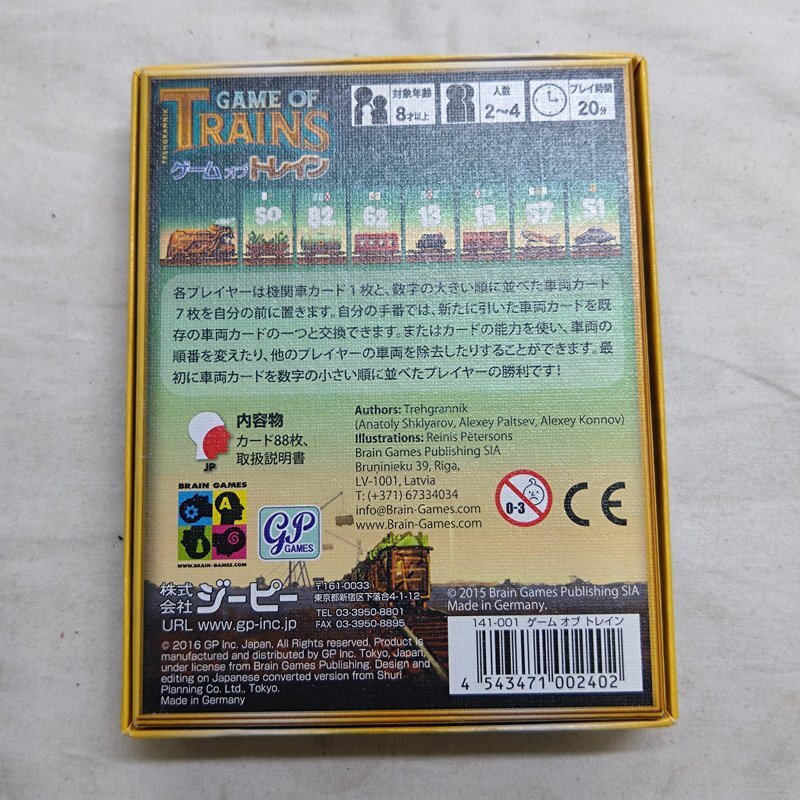 TREHGRANNIK
GAME OF
TRAINS
ゲーム オブ トレイン
対象年齢
8才以上
人数
2〜4
プレイ時間
20分
50 82 62 13 15 37 51
各プレイヤーは機関車カード1枚と、数字の大きい順に並べた車両カード
7枚を自分の前に置きます。自分の手番では、新たに引いた車両カードを既
存の車両カードの一つと交換できます。またはカードの能力を使い、車両の
順番を変えたり、他のプレイヤーの車両を除去したりすることができます。最
初に車両カードを数字の小さい順に並べたプレイヤーの勝利です!
JP
内容物
カード88枚、
取扱説明書
Authors: Trehgrannik
(Anatoly Shklyarov, Alexey Paltsev, Alexey Konnov)
Illustrations: Reinis Pētersons
Brain Games Publishing SIA
Bruņinieku 39, Riga,
LV-1001, Latvia
T: (+371) 67334034
info@Brain-Games.com
www.Brain-Games.com
0-3
CE
BRAIN GAMES
A
WWW.BRAIN-GAMES.COM
GP
GAMES
株式
会社 ジーピー
URL www.gp-inc.jp
〒161-0033
東京都新宿区下落合4-1-12
TEL 03-3950-8801
FAX 03-3950-8895
© 2016 GP Inc. Japan, All Rights reserved. Product is
manufactured and distributed by GP Inc. Tokyo, Japan,
under license from Brain Games Publishing. Design and
editing on Japanese converted version from Shuri
Planning Co. Ltd., Tokyo.
Made in Germany
© 2015 Brain Games Publishing SIA
Made in Germany.
141-001 ゲーム オブ トレイン
4 543471 002402